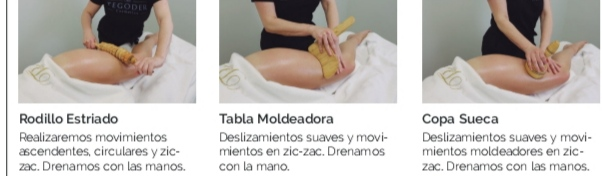 PEGODER
Rodillo Estriado
Realizaremos movimientos
ascendentes, circulares y zic-
zac. Drenamos con las manos.
Tabla Moldeadora
Deslizamientos suaves y movi-
mientos en zic-zac. Drenamos
con la mano.
Copa Sueca
Deslizamientos suaves y movi-
mientos moldeadores en zic-
zac. Drenamos con las manos.